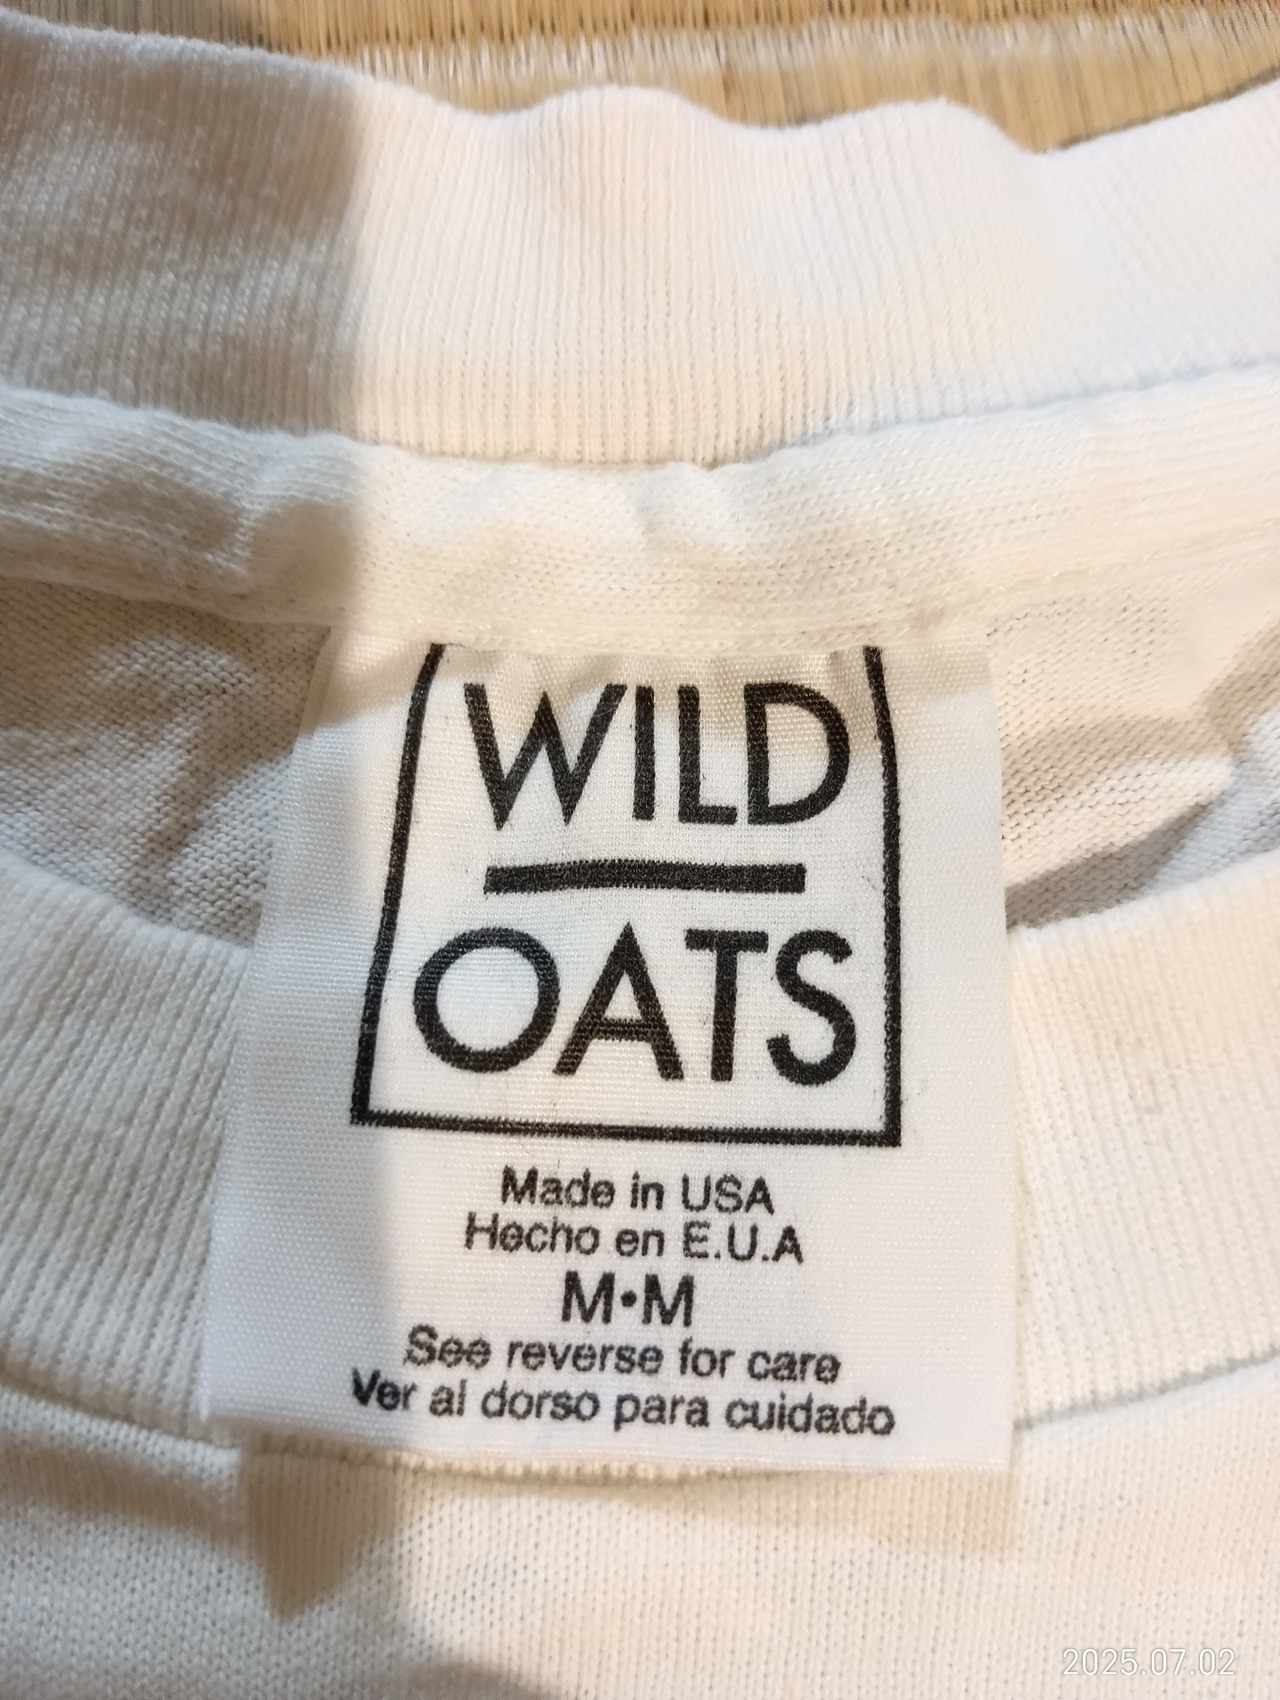 WILD
OATS
Made in USA
Hecho en E.U.A
M•M
See reverse for care
Ver al dorso para cuidado
2025.07.02